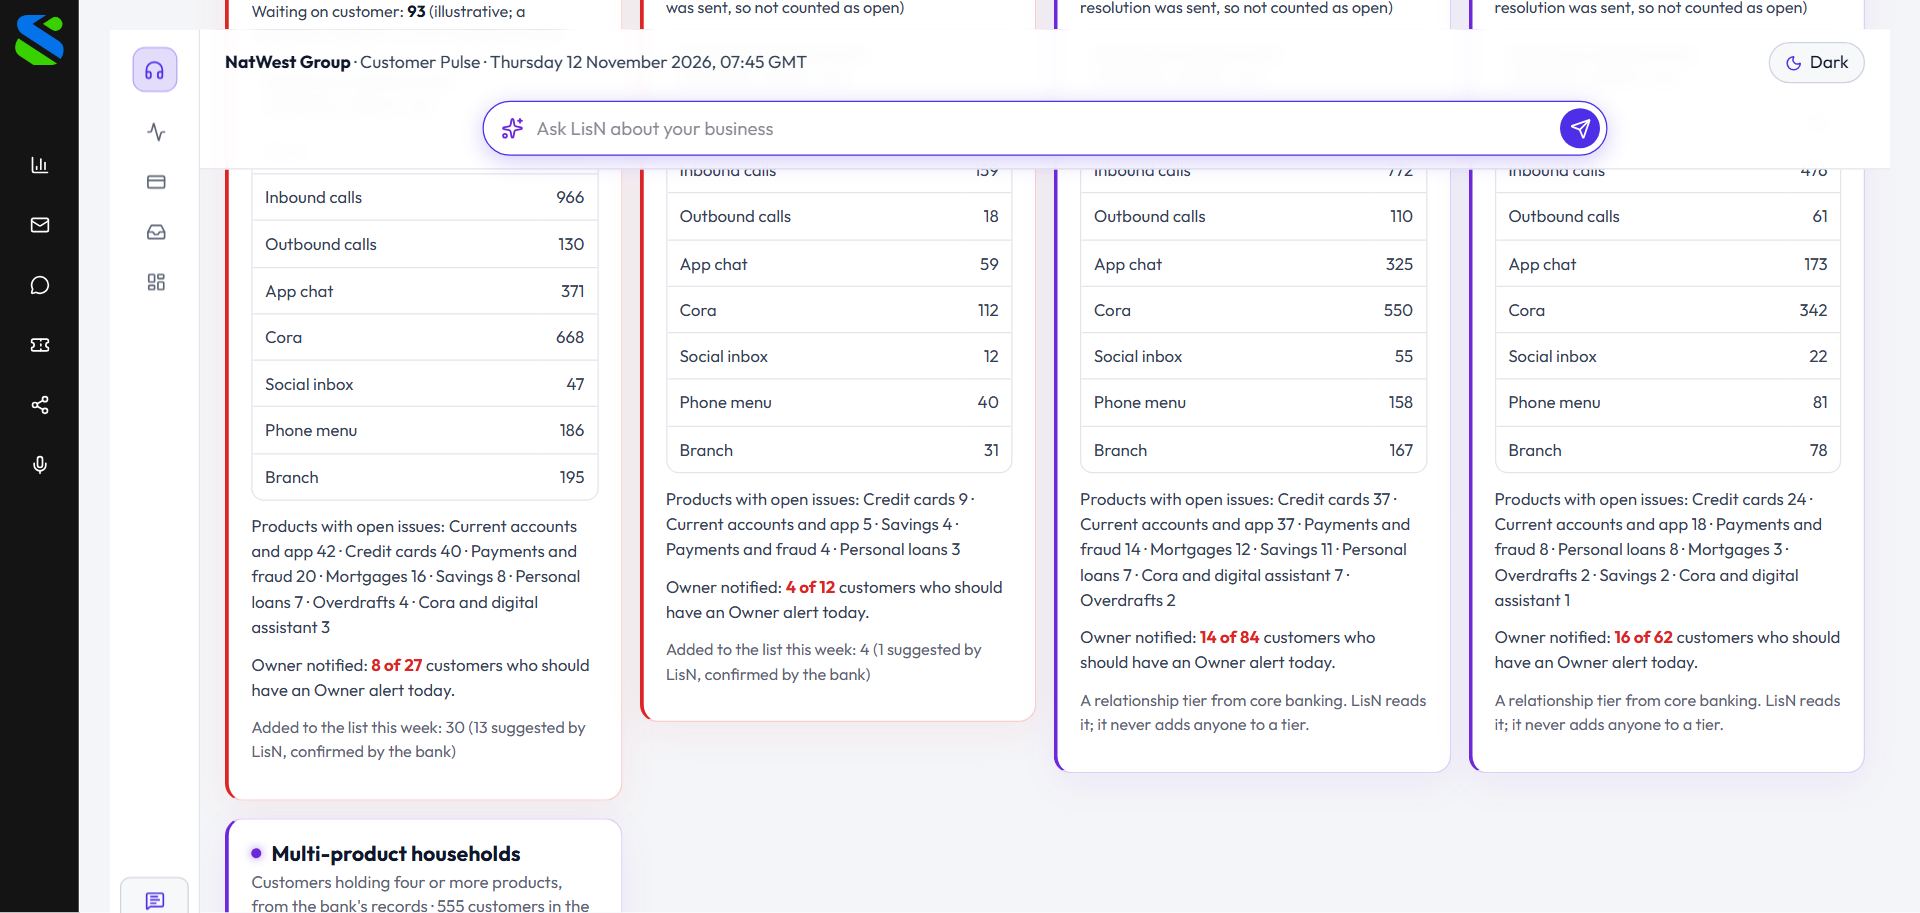 NatWest Group · Customer Pulse · Thursday 12 November 2026, 07:45 GMT
Dark
Ask LisN about your business
Waiting on customer: 93 (illustrative; a
Inbound calls 966
Outbound calls 130
App chat 371
Cora 668
Social inbox 47
Phone menu 186
Branch 195
Products with open issues: Current accounts
and app 42 · Credit cards 40 · Payments and
fraud 20 · Mortgages 16 · Savings 8 · Personal
loans 7 · Overdrafts 4 · Cora and digital
assistant 3
Owner notified: 8 of 27 customers who should
have an Owner alert today.
Added to the list this week: 30 (13 suggested by
LisN, confirmed by the bank)
was sent, so not counted as open)
Inbound calls 159
Outbound calls 18
App chat 59
Cora 112
Social inbox 12
Phone menu 40
Branch 31
Products with open issues: Credit cards 9 ·
Current accounts and app 5 · Savings 4 ·
Payments and fraud 4 · Personal loans 3
Owner notified: 4 of 12 customers who should
have an Owner alert today.
Added to the list this week: 4 (1 suggested by
LisN, confirmed by the bank)
resolution was sent, so not counted as open)
Inbound calls 772
Outbound calls 110
App chat 325
Cora 550
Social inbox 55
Phone menu 158
Branch 167
Products with open issues: Credit cards 37 ·
Current accounts and app 37 · Payments and
fraud 14 · Mortgages 12 · Savings 11 · Personal
loans 7 · Cora and digital assistant 7 ·
Overdrafts 2
Owner notified: 14 of 84 customers who
should have an Owner alert today.
A relationship tier from core banking. LisN reads
it; it never adds anyone to a tier.
resolution was sent, so not counted as open)
Inbound calls 476
Outbound calls 61
App chat 173
Cora 342
Social inbox 22
Phone menu 81
Branch 78
Products with open issues: Credit cards 24 ·
Current accounts and app 18 · Payments and
fraud 8 · Personal loans 8 · Mortgages 3 ·
Overdrafts 2 · Savings 2 · Cora and digital
assistant 1
Owner notified: 16 of 62 customers who should
have an Owner alert today.
A relationship tier from core banking. LisN reads
it; it never adds anyone to a tier.
Multi-product households
Customers holding four or more products,
from the bank's records · 555 customers in the